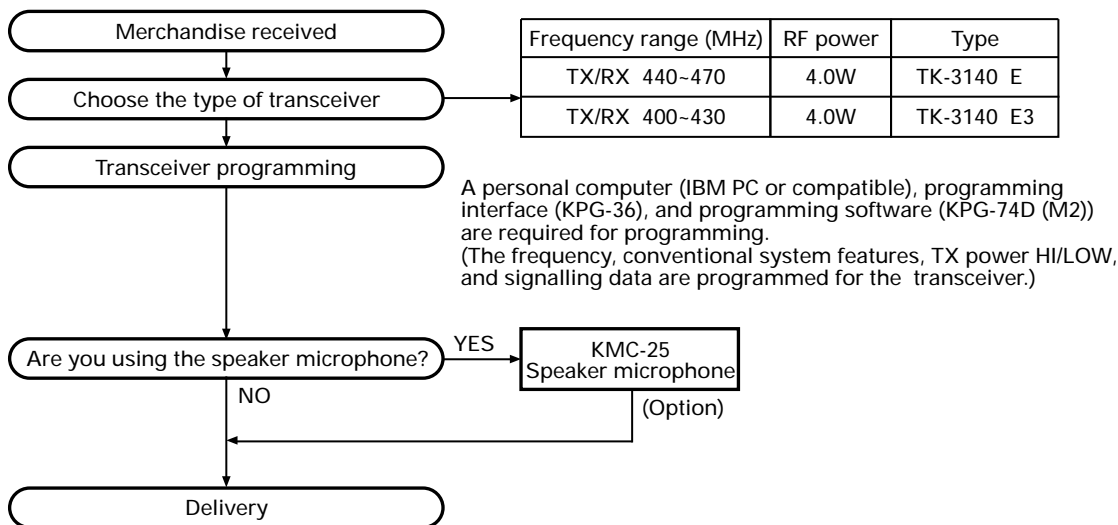 Merchandise received
Choose the type of transceiver
Frequency range (MHz) RF power Type
TX/RX 440~470 4.0W TK-3140 E
TX/RX 400~430 4.0W TK-3140 E3
Transceiver programming
A personal computer (IBM PC or compatible), programming
interface (KPG-36), and programming software (KPG-74D (M2))
are required for programming.
(The frequency, conventional system features, TX power HI/LOW,
and signalling data are programmed for the transceiver.)
Are you using the speaker microphone?
YES
KMC-25
Speaker microphone
NO
(Option)
Delivery